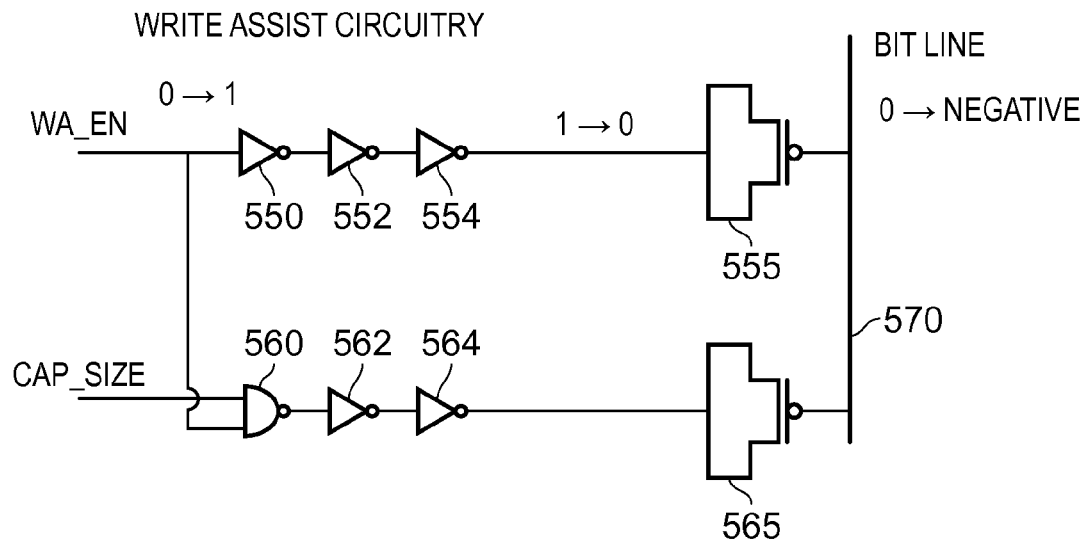 WRITE ASSIST CIRCUITRY
BIT LINE
0 → 1
1 → 0
0 → NEGATIVE
WA_EN
550
552
554
555
570
560
562
564
CAP_SIZE
565